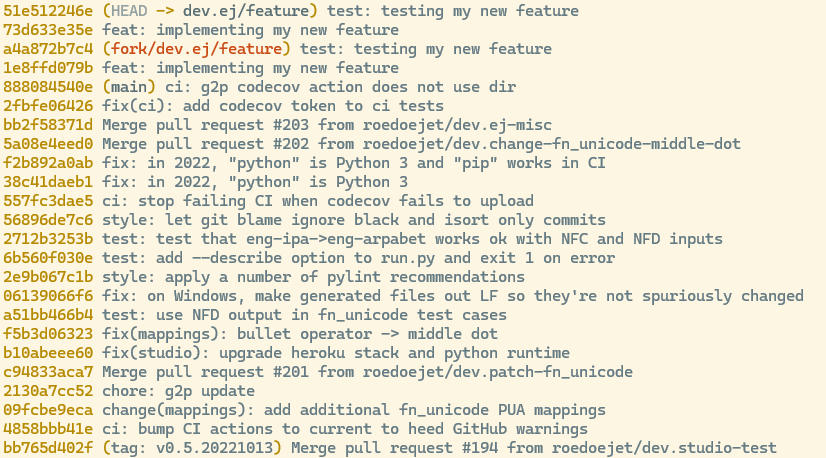 51e512246e (HEAD -> dev.ej/feature) test: testing my new feature
73d633e35e feat: implementing my new feature
a4a872b7c4 (fork/dev.ej/feature) test: testing my new feature
1e8ffd079b feat: implementing my new feature
888084540e (main) ci: g2p codecov action does not use dir
2fbfe06426 fix(ci): add codecov token to ci tests
bb2f58371d Merge pull request #203 from roedoejet/dev.ej-misc
5a08e4eed0 Merge pull request #202 from roedoejet/dev.change-fn_unicode-middle-dot
f2b892a0ab fix: in 2022, "python" is Python 3 and "pip" works in CI
38c41daeb1 fix: in 2022, "python" is Python 3
557fc3dae5 ci: stop failing CI when codecov fails to upload
56896de7c6 style: let git blame ignore black and isort only commits
2712b3253b test: test that eng-ipa->eng-arpabet works ok with NFC and NFD inputs
6b560f030e test: add --describe option to run.py and exit 1 on error
2e9b067c1b style: apply a number of pylint recommendations
06139066f6 fix: on Windows, make generated files out LF so they're not spuriously changed
a51bb466b4 test: use NFD output in fn_unicode test cases
f5b3d06323 fix(mappings): bullet operator -> middle dot
b10abeee60 fix(studio): upgrade heroku stack and python runtime
c94833aca7 Merge pull request #201 from roedoejet/dev.patch-fn_unicode
2130a7cc52 chore: g2p update
09fcbe9eca change(mappings): add additional fn_unicode PUA mappings
4858bbb41e ci: bump CI actions to current to heed GitHub warnings
bb765d402f (tag: v0.5.20221013) Merge pull request #194 from roedoejet/dev.studio-test